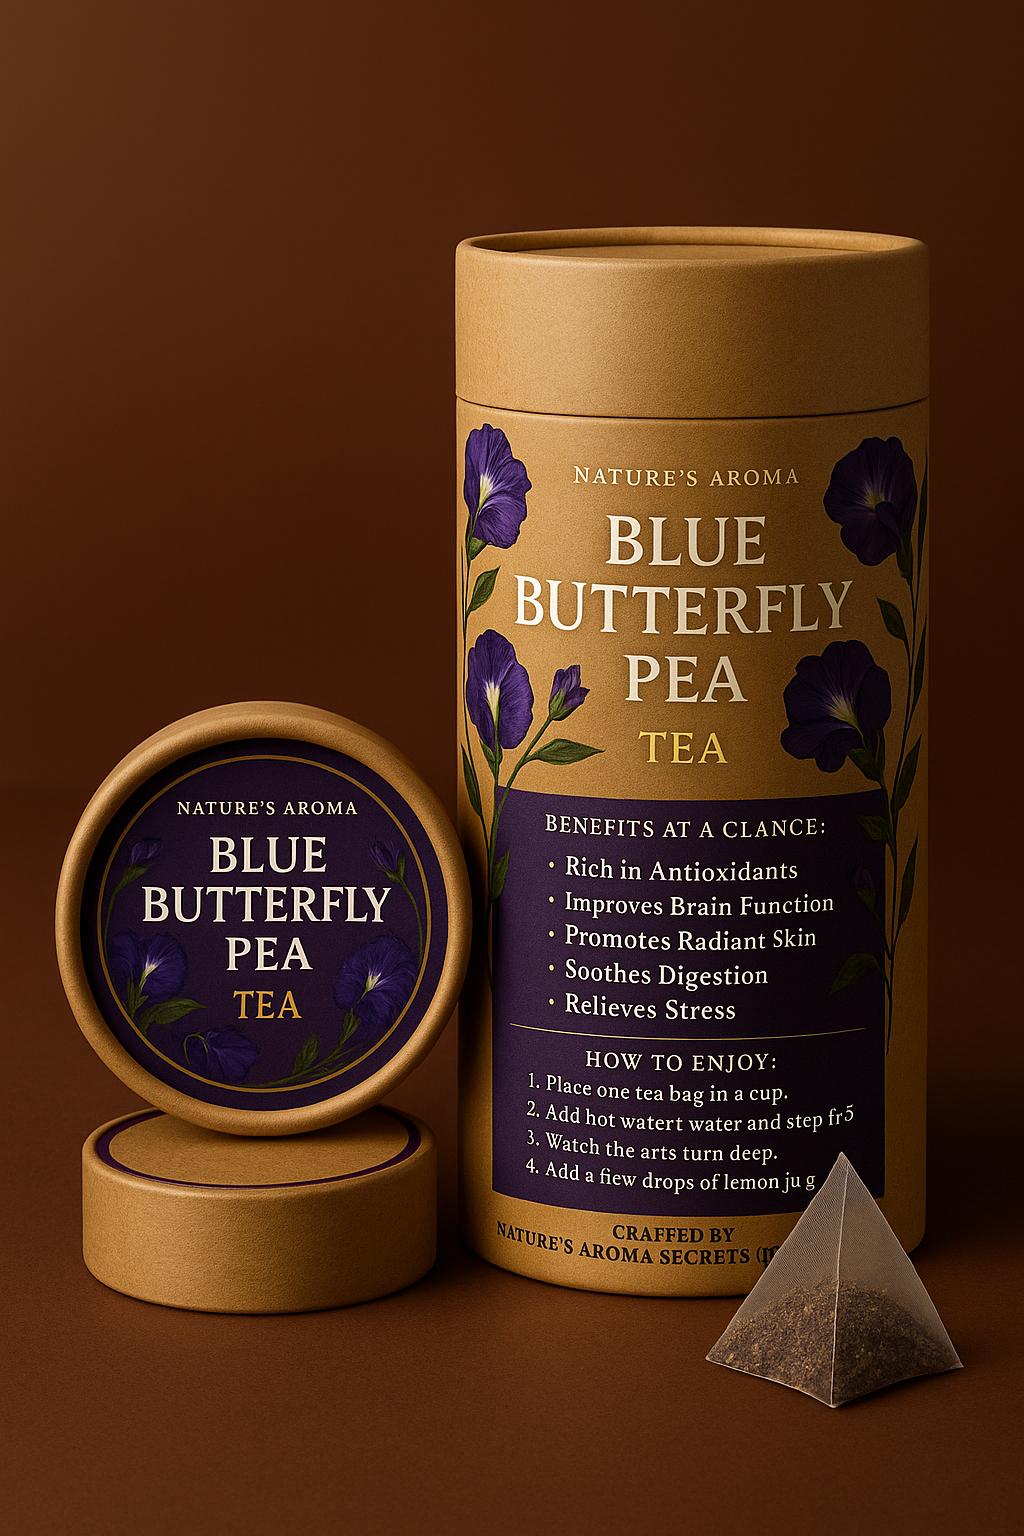 NATURE'S AROMA
BLUE
BUTTERFLY
PEA
TEA
BENEFITS AT A CLANCE:
• Rich in Antioxidants
• Improves Brain Function
• Promotes Radiant Skin
• Soothes Digestion
• Relieves Stress
HOW TO ENJOY:
1. Place one tea bag in a cup.
2. Add hot watert water and step fr5
3. Watch the arts turn deep.
4. Add a fiew drops of lemon ju g
CRAFFED BY
NATURE'S AROMA SECRETS
NATURE'S AROMA
BLUE
BUTTERFLY
PEA
TEA